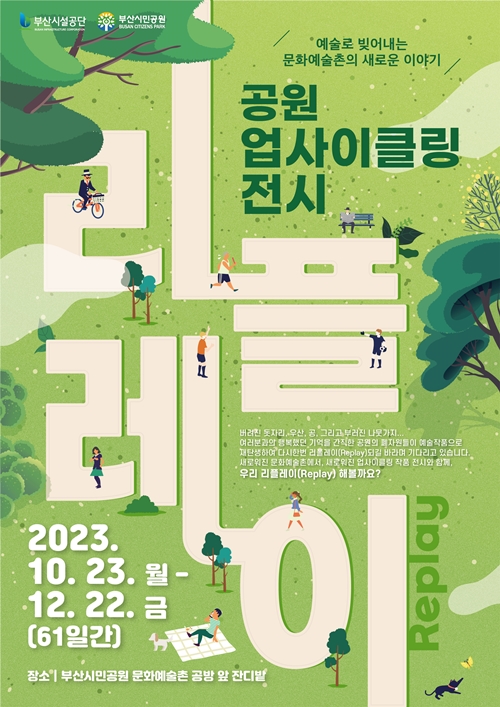 부산시설공단
BUSAN INFRASTRUCTURE CORPORATION
부산시민공원
BUSAN CITIZENS PARK
예술로 빚어내는
문화예술촌의 새로운 이야기
공원
업사이클링
전시
리플
레이
Replay
버려진 돗자리, 우산, 공, 그리고 부러진 나뭇가지...
여러분과의 행복했던 기억을 간직한 공원의 폐자원들이 예술작품으로
재탄생하여 다시한번 리플레이(Replay)되길 바라며 기다리고 있습니다.
새로워진 문화예술촌에서, 새로워진 업사이클링 작품 전시와 함께,
우리 리플레이(Replay) 해볼까요?
2023.
10. 23. 월 -
12. 22. 금
(61일간)
장소 | 부산시민공원 문화예술촌 공방 앞 잔디밭